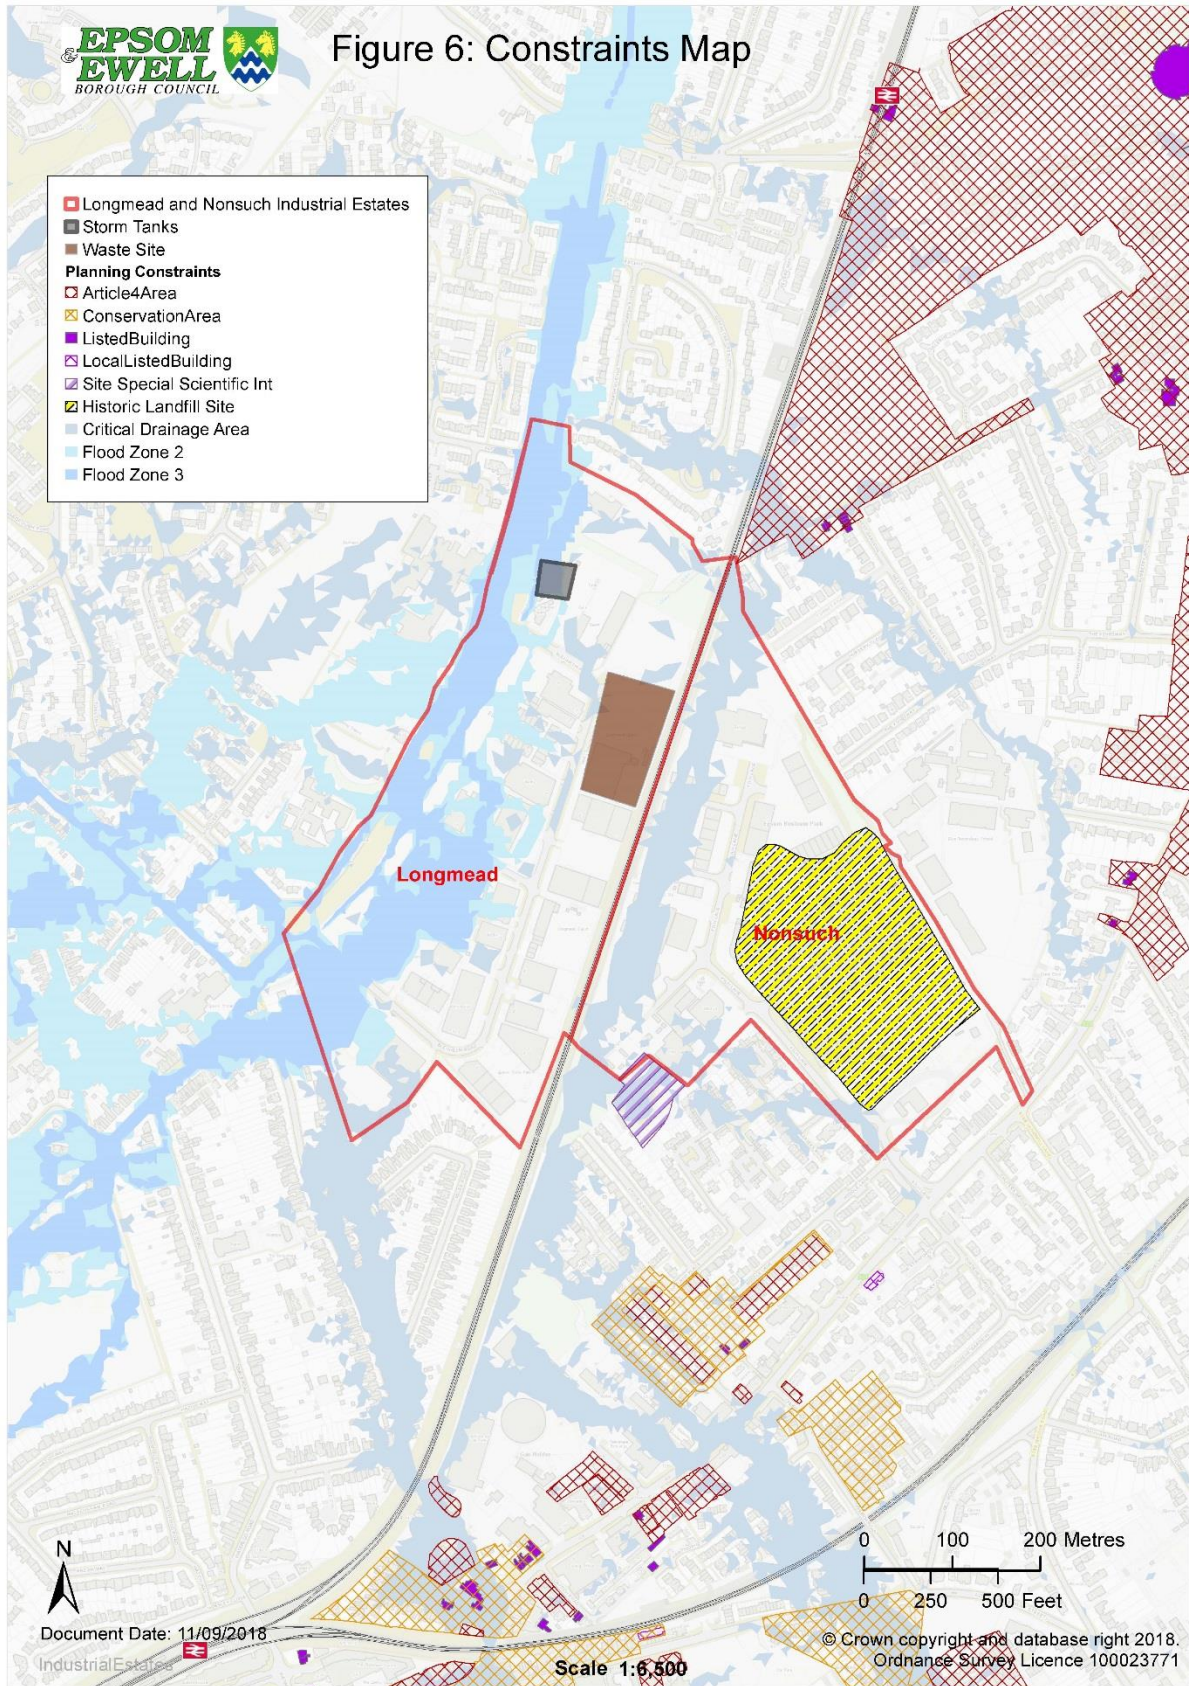 EPSOM
& EWELL
BOROUGH COUNCIL
Figure 6: Constraints Map
Longmead and Nonsuch Industrial Estates
Storm Tanks
Waste Site
Planning Constraints
Article4Area
ConservationArea
ListedBuilding
LocalListedBuilding
Site Special Scientific Int
Historic Landfill Site
Critical Drainage Area
Flood Zone 2
Flood Zone 3
Longmead
Nonsuch
N
0 100 200 Metres
0 250 500 Feet
Document Date: 11/09/2018
IndustrialEstates
Scale 1:6,500
© Crown copyright and database right 2018.
Ordnance Survey Licence 100023771